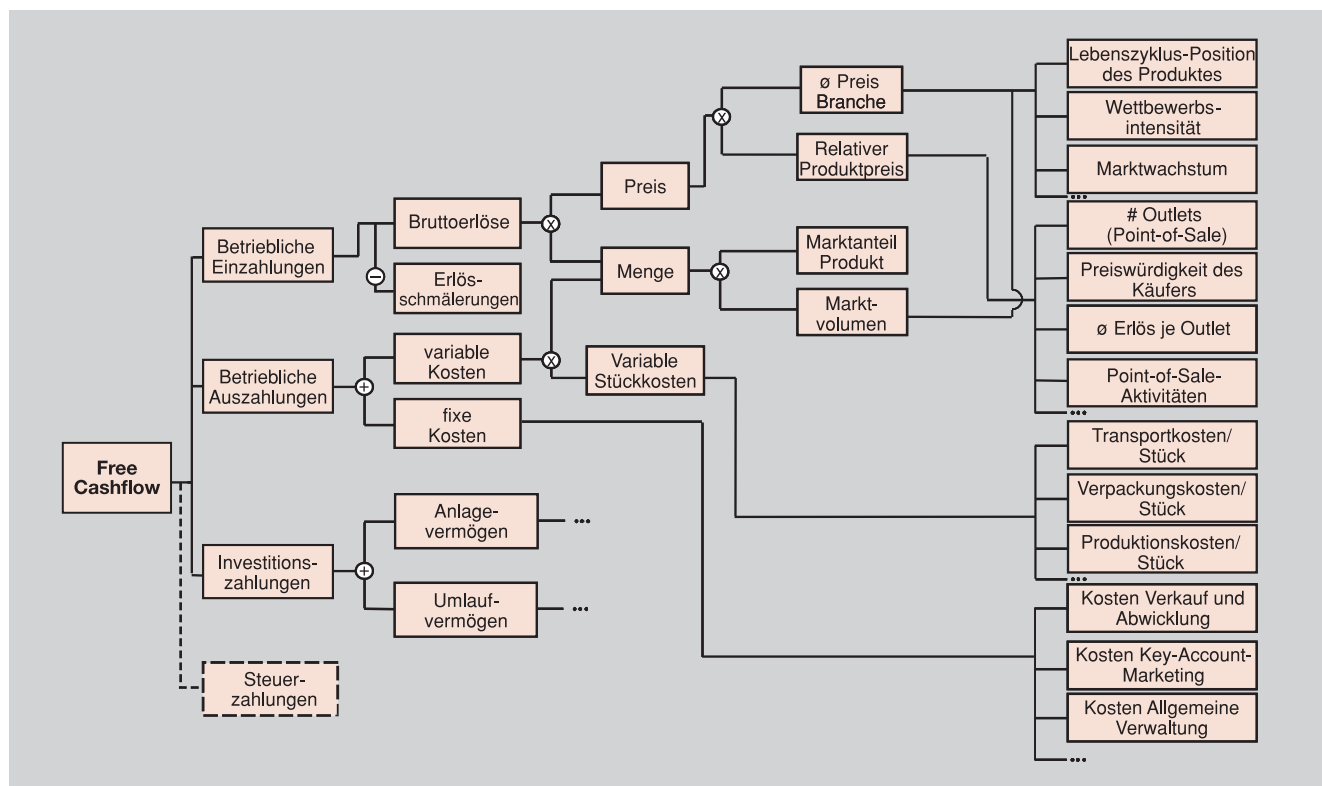 Free
Cashflow
Betriebliche
Einzahlungen
Betriebliche
Auszahlungen
Investitions-
zahlungen
Steuer-
zahlungen
Bruttoerlöse
Erlös-
schmälerungen
variable
Kosten
fixe
Kosten
Anlage-
vermögen
...
Umlauf-
vermögen
...
Preis
Menge
Variable
Stückkosten
ø Preis
Branche
Relativer
Produktpreis
Marktanteil
Produkt
Markt-
volumen
Lebenszyklus-Position
des Produktes
Wettbewerbs-
intensität
Marktwachstum
...
# Outlets
(Point-of-Sale)
Preiswürdigkeit des
Käufers
ø Erlös je Outlet
Point-of-Sale-
Aktivitäten
...
Transportkosten/
Stück
Verpackungskosten/
Stück
Produktionskosten/
Stück
...
Kosten Verkauf und
Abwicklung
Kosten Key-Account-
Marketing
Kosten Allgemeine
Verwaltung
...